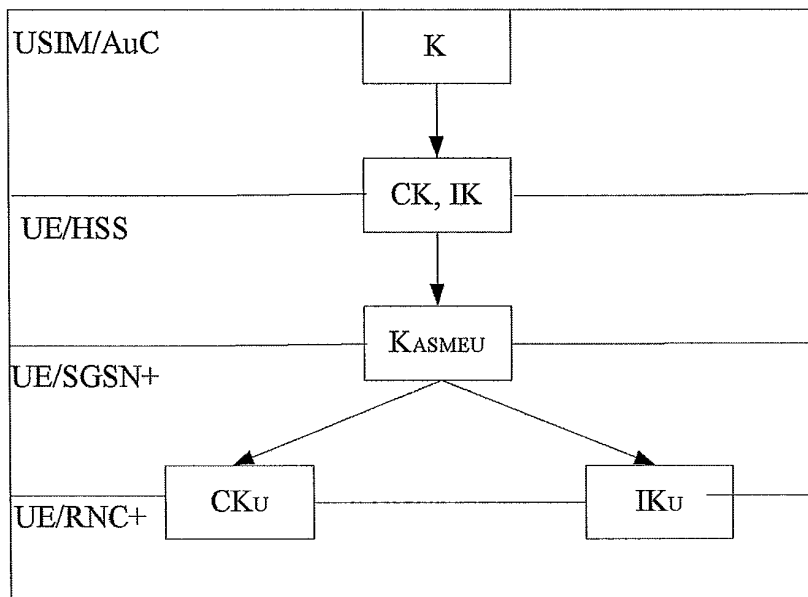 USIM/AuC
K
CK, IK
UE/HSS
KASMEU
UE/SGSN+
CKU
IKU
UE/RNC+